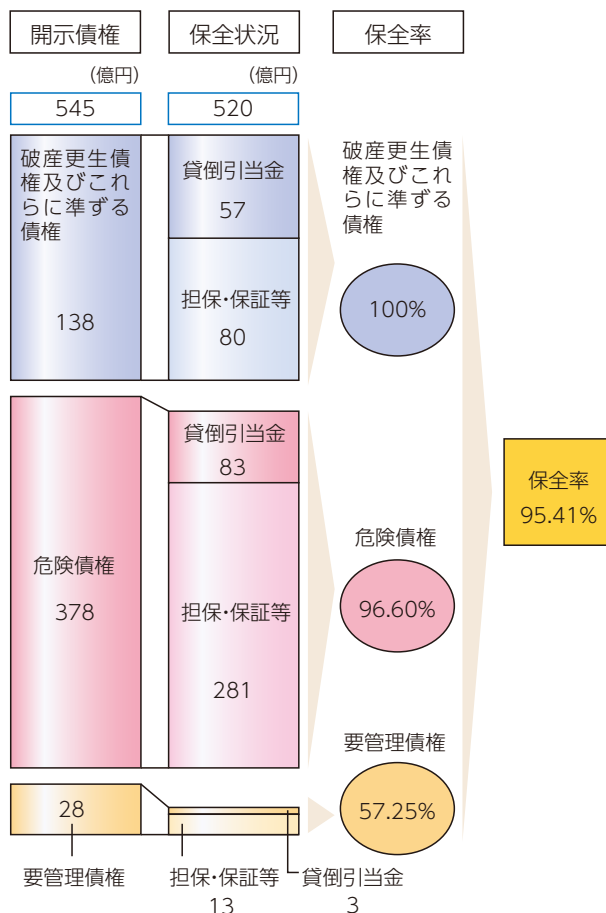 開示債権
保全状況
保全率
(億円)
(億円)
545
520
破産更生債
権及びこれ
らに準ずる
債権
138
貸倒引当金
57
担保・保証等
80
破産更生債
権及びこれ
らに準ずる
債権
100%
危険債権
378
貸倒引当金
83
担保・保証等
281
危険債権
96.60%
保全率
95.41%
28
要管理債権
担保・保証等
13
貸倒引当金
3
要管理債権
57.25%